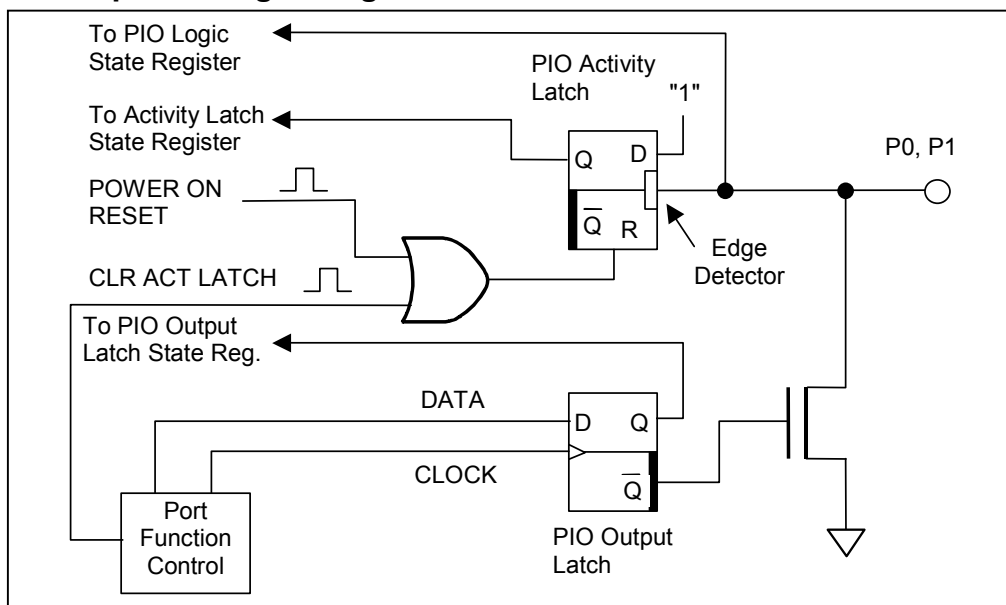 To PIO Logic
State Register
PIO Activity
Latch
"1"
To Activity Latch
State Register
Q
D
P0, P1
POWER ON
RESET
Q
R
Edge
Detector
CLR ACT LATCH
To PIO Output
Latch State Reg.
DATA
D
Q
CLOCK
Q
Port
Function
Control
PIO Output
Latch